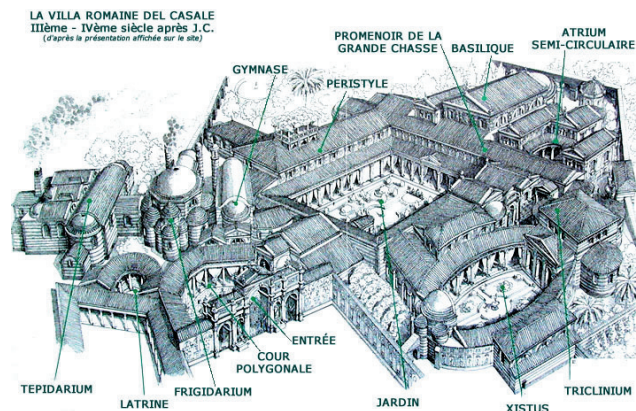 LA VILLA ROMAINE DEL CASALE
IIIème - IVème siècle après J.C.
(d'après la présentation affichée sur le site)
PROMENOIR DE LA
GRANDE CHASSE
BASILIQUE
ATRIUM
SEMI-CIRCULAIRE
GYMNASE
PERISTYLE
ENTRÉE
COUR
POLYGONALE
TEPIDARIUM
LATRINE
FRIGIDARIUM
JARDIN
XISTUS
TRICLINIUM